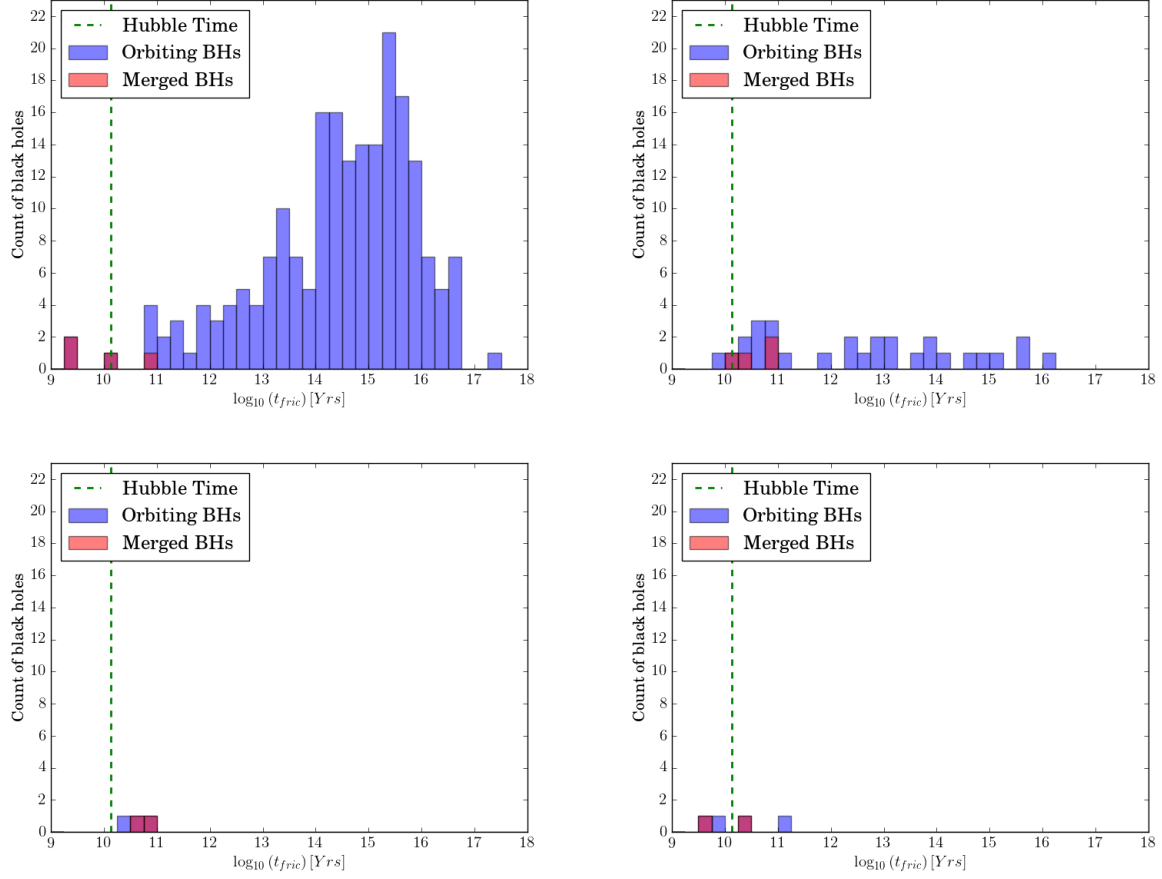 22
20
18
16
14
12
10
8
6
4
2
0
Count of black holes
Hubble Time
Orbiting BHs
Merged BHs
9 10 11 12 13 14 15 16 17 18
log10 (tfric) [Yrs]
22
20
18
16
14
12
10
8
6
4
2
0
Count of black holes
Hubble Time
Orbiting BHs
Merged BHs
9 10 11 12 13 14 15 16 17 18
log10 (tfric) [Yrs]
22
20
18
16
14
12
10
8
6
4
2
0
Count of black holes
Hubble Time
Orbiting BHs
Merged BHs
9 10 11 12 13 14 15 16 17 18
log10 (tfric) [Yrs]
22
20
18
16
14
12
10
8
6
4
2
0
Count of black holes
Hubble Time
Orbiting BHs
Merged BHs
9 10 11 12 13 14 15 16 17 18
log10 (tfric) [Yrs]